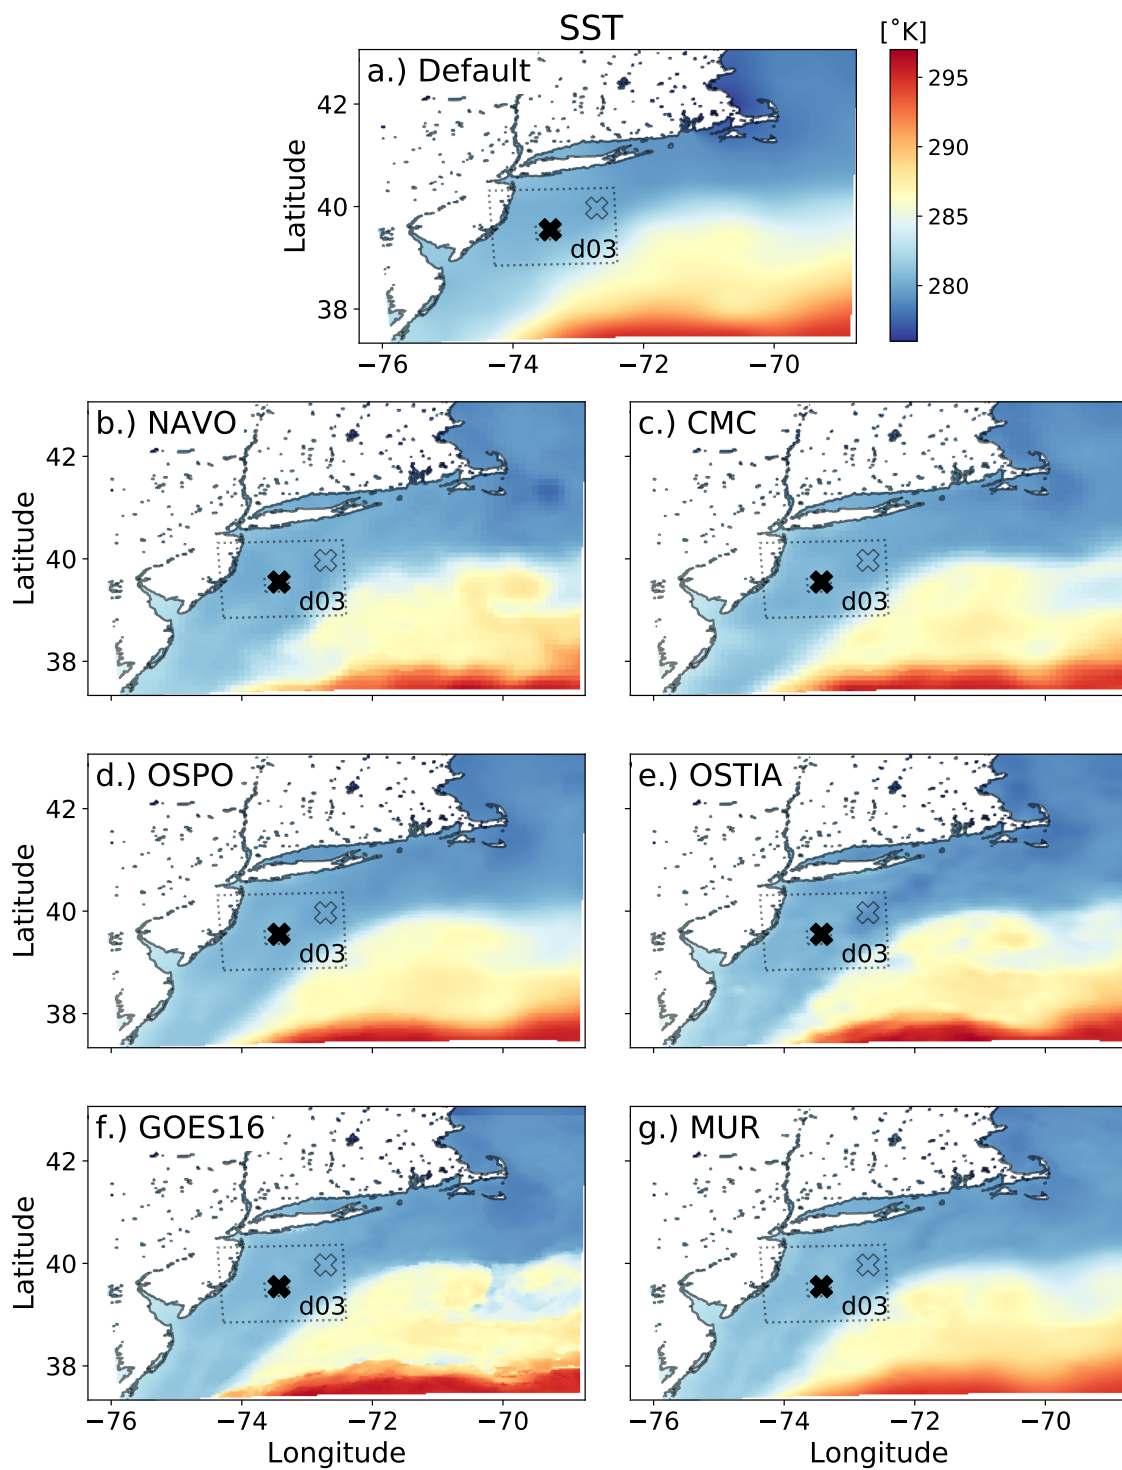 SST
[°K]
a.) Default
Latitude
42
40
38
d03
−76
−74
−72
−70
295
290
285
280
b.) NAVO
Latitude
42
40
38
d03
c.) CMC
d03
d.) OSPO
Latitude
42
40
38
d03
e.) OSTIA
d03
f.) GOES16
Latitude
42
40
38
d03
−76
−74
−72
−70
Longitude
g.) MUR
d03
−76
−74
−72
−70
Longitude